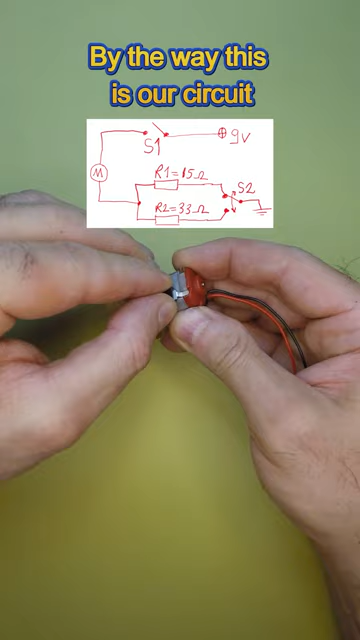 By the way this
is our circuit
S1
9V
M
R1=15Ω
S2
R2=33Ω